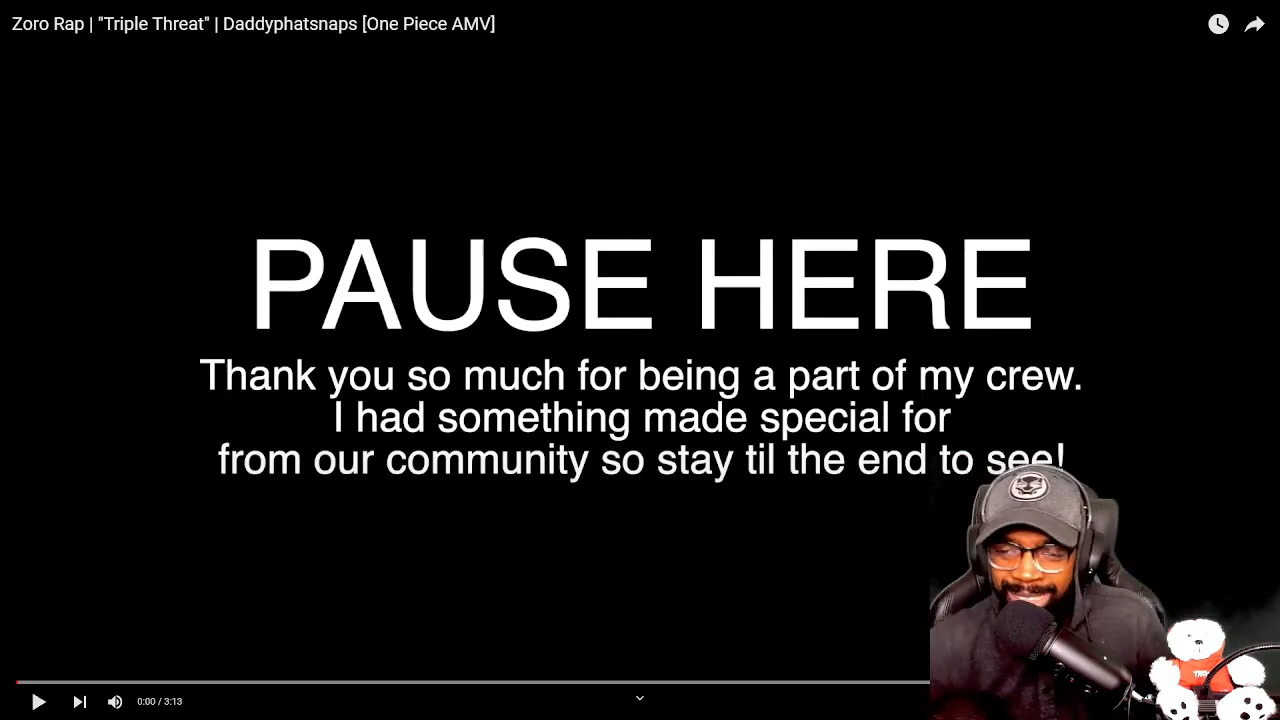 Zoro Rap | "Triple Threat" | Daddyphatsnaps [One Piece AMV]
PAUSE HERE
Thank you so much for being a part of my crew.
I had something made special for
from our community so stay til the end to see!
0:00 / 3:13